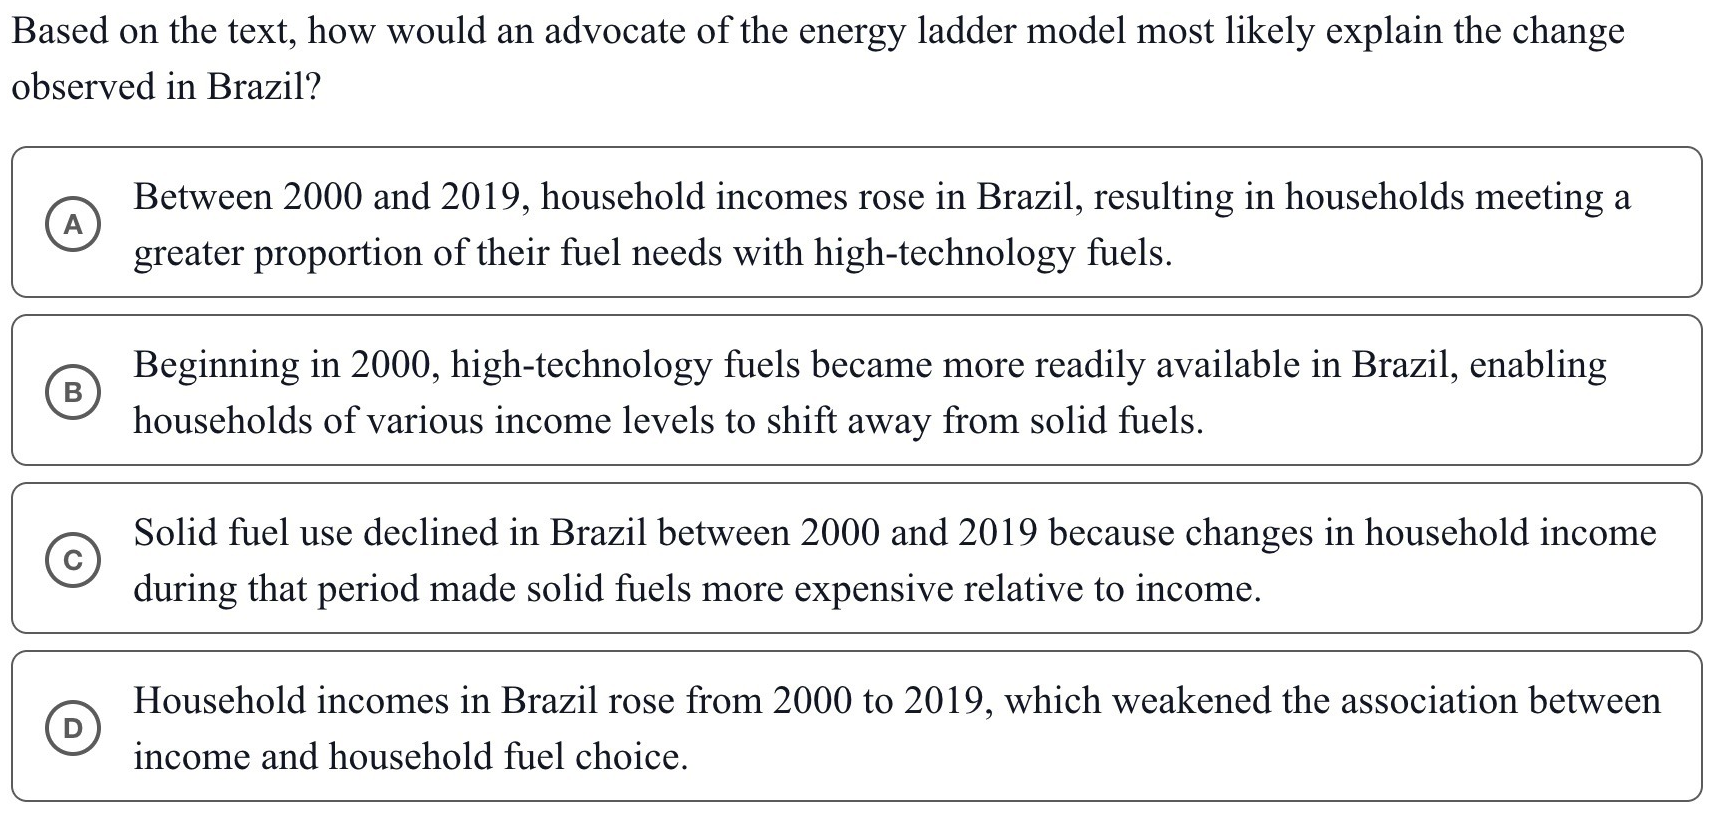 Based on the text, how would an advocate of the energy ladder model most likely explain the change
observed in Brazil?
A
Between 2000 and 2019, household incomes rose in Brazil, resulting in households meeting a
greater proportion of their fuel needs with high-technology fuels.
B
Beginning in 2000, high-technology fuels became more readily available in Brazil, enabling
households of various income levels to shift away from solid fuels.
C
Solid fuel use declined in Brazil between 2000 and 2019 because changes in household income
during that period made solid fuels more expensive relative to income.
D
Household incomes in Brazil rose from 2000 to 2019, which weakened the association between
income and household fuel choice.